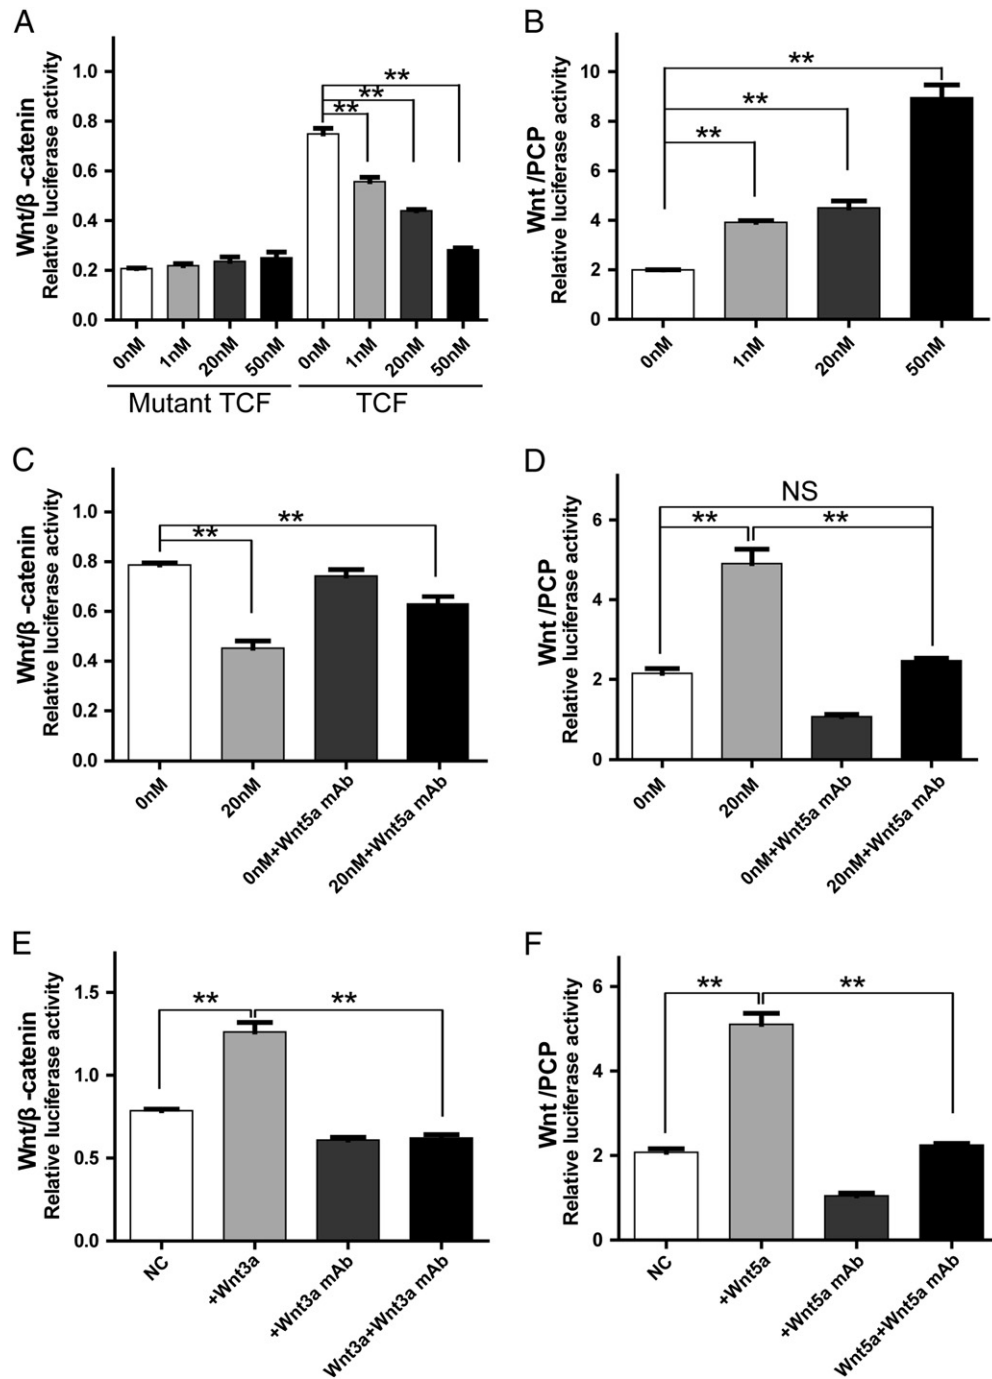 A
Wnt/β -catenin
Relative luciferase activity
1.0
0.8
0.6
0.4
0.2
0.0
**
**
**
0nM
1nM
20nM
50nM
0nM
1nM
20nM
50nM
Mutant TCF
TCF
B
Wnt /PCP
Relative luciferase activity
10
8
6
4
2
0
**
**
**
0nM
1nM
20nM
50nM
C
Wnt/β -catenin
Relative luciferase activity
1.0
0.8
0.6
0.4
0.2
0.0
**
**
0nM
20nM
0nM+Wnt5a mAb
20nM+Wnt5a mAb
D
Wnt /PCP
Relative luciferase activity
6
4
2
0
NS
**
**
0nM
20nM
0nM+Wnt5a mAb
20nM+Wnt5a mAb
E
Wnt/β -catenin
Relative luciferase activity
1.5
1.0
0.5
0.0
**
**
NC
+Wnt3a
+Wnt3a mAb
Wnt3a+Wnt3a mAb
F
Wnt /PCP
Relative luciferase activity
6
4
2
0
**
**
NC
+Wnt5a
+Wnt5a mAb
Wnt5a+Wnt5a mAb